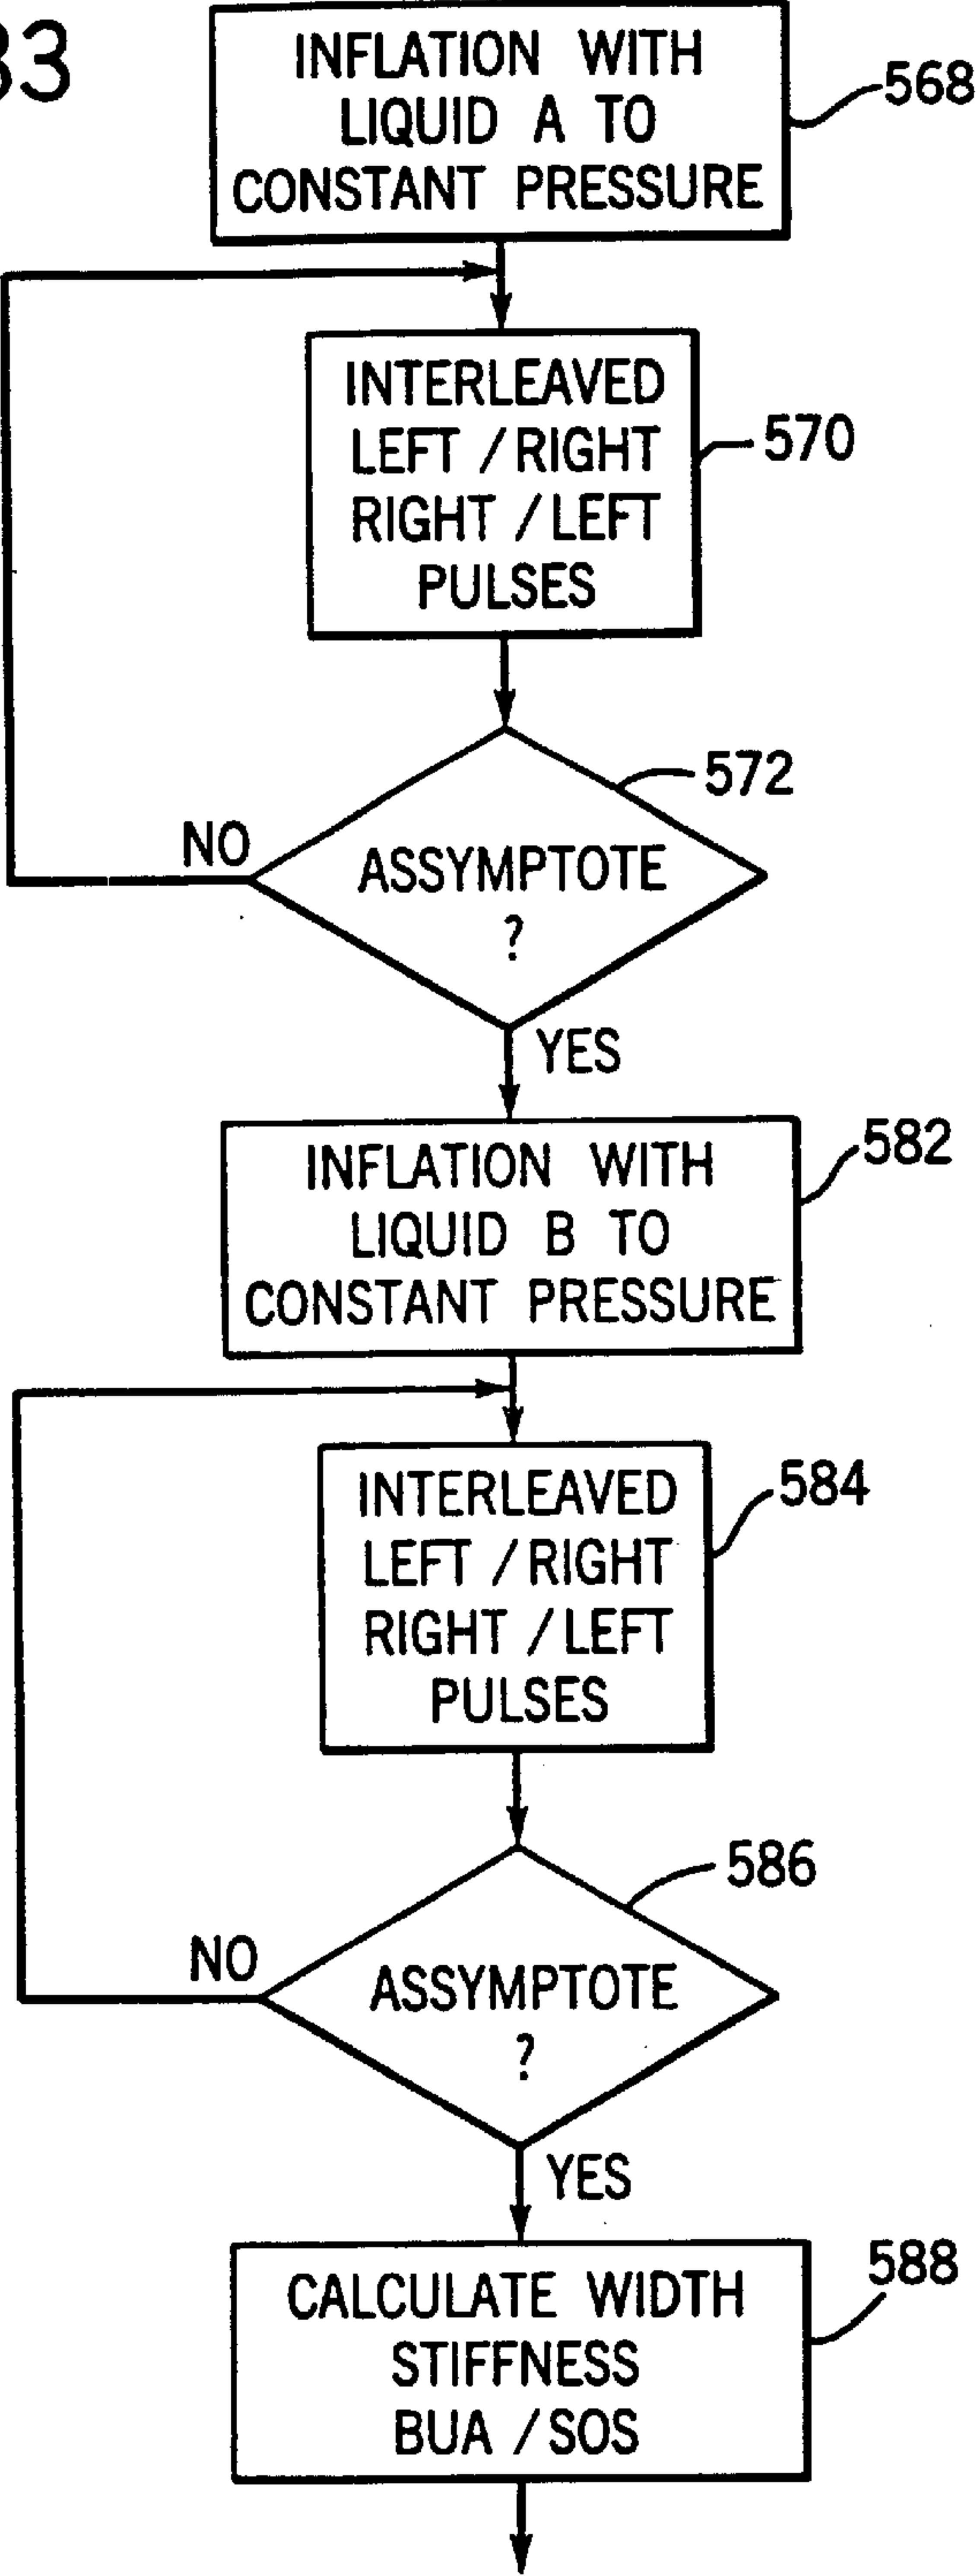 33
INFLATION WITH
LIQUID A TO
CONSTANT PRESSURE
568
INTERLEAVED
LEFT / RIGHT
RIGHT / LEFT
PULSES
570
572
NO
ASSYMPTOTE
?
YES
INFLATION WITH
LIQUID B TO
CONSTANT PRESSURE
582
INTERLEAVED
LEFT / RIGHT
RIGHT / LEFT
PULSES
584
586
NO
ASSYMPTOTE
?
YES
CALCULATE WIDTH
STIFFNESS
BUA / SOS
588